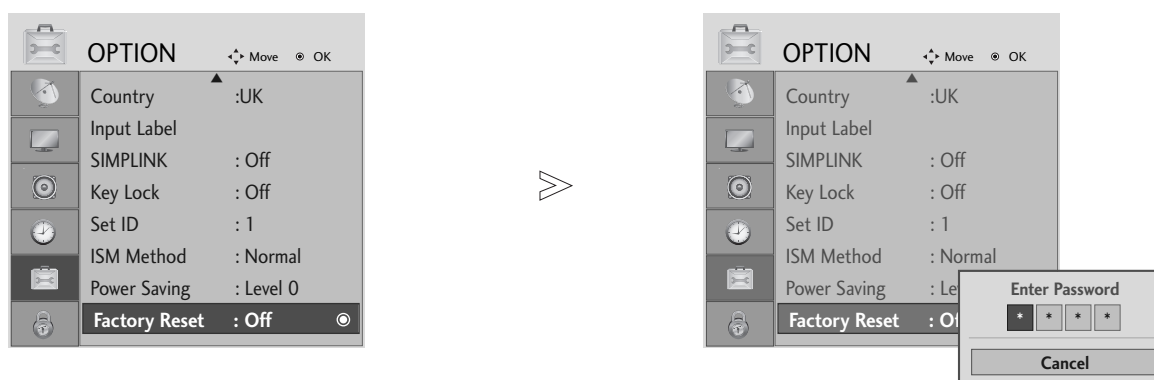 OPTION Move OK
Country :UK
Input Label
SIMPLINK : Off
Key Lock : Off
Set ID : 1
ISM Method : Normal
Power Saving : Level 0
Factory Reset : Off
OPTION Move OK
Country :UK
Input Label
SIMPLINK : Off
Key Lock : Off
Set ID : 1
ISM Method : Normal
Power Saving : Le
Factory Reset : Of
Enter Password
* * * *
Cancel